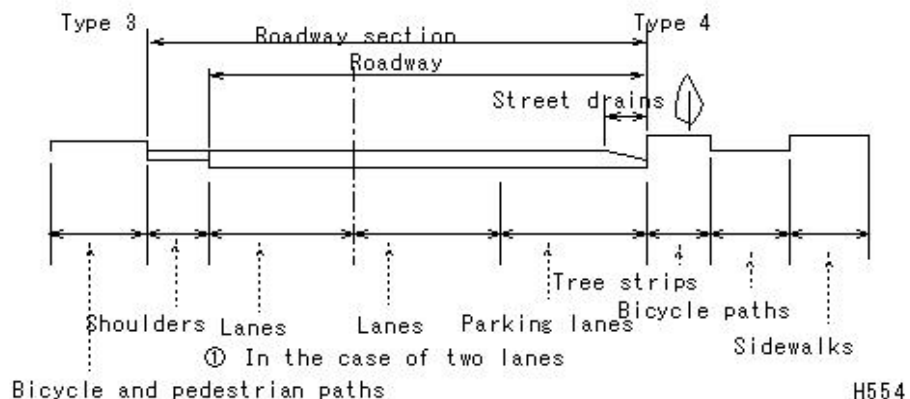 Type 3
Type 4
Roadway section
Roadway
Street drains
Tree strips
Bicycle paths
Shoulders
Lanes
Lanes
Parking lanes
Sidewalks
① In the case of two lanes
Bicycle and pedestrian paths
H554